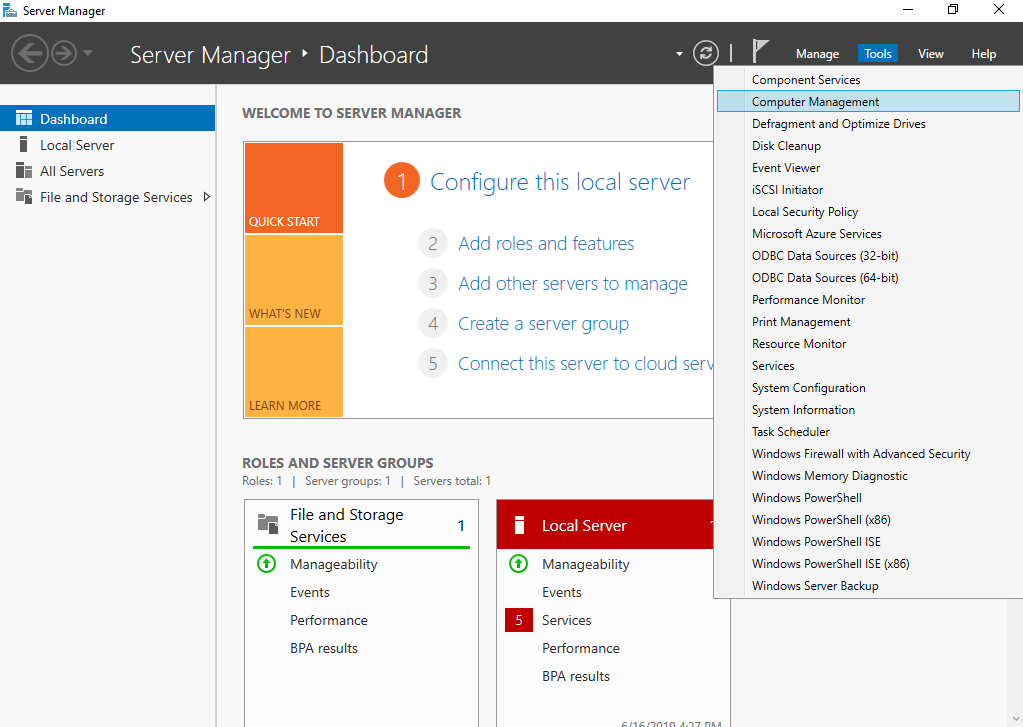 Server Manager
Server Manager ‣ Dashboard
Manage Tools View Help
Dashboard
Local Server
All Servers
File and Storage Services
WELCOME TO SERVER MANAGER
QUICK START
WHAT'S NEW
LEARN MORE
1 Configure this local server
2 Add roles and features
3 Add other servers to manage
4 Create a server group
5 Connect this server to cloud serv
ROLES AND SERVER GROUPS
Roles: 1 | Server groups: 1 | Servers total: 1
File and Storage
Services 1
Manageability
Events
Performance
BPA results
Local Server
Manageability
Events
5 Services
Performance
BPA results
6/16/2019 4:27 PM
Component Services
Computer Management
Defragment and Optimize Drives
Disk Cleanup
Event Viewer
iSCSI Initiator
Local Security Policy
Microsoft Azure Services
ODBC Data Sources (32-bit)
ODBC Data Sources (64-bit)
Performance Monitor
Print Management
Resource Monitor
Services
System Configuration
System Information
Task Scheduler
Windows Firewall with Advanced Security
Windows Memory Diagnostic
Windows PowerShell
Windows PowerShell (x86)
Windows PowerShell ISE
Windows PowerShell ISE (x86)
Windows Server Backup